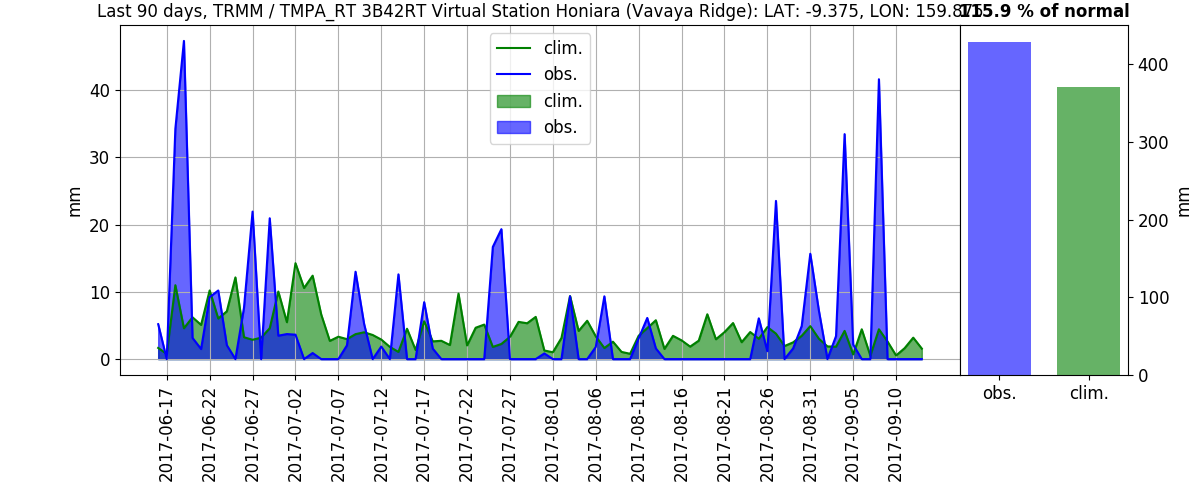 Last 90 days, TRMM / TMPA_RT 3B42RT Virtual Station Honiara (Vavaya Ridge): LAT: -9.375, LON: 159.875
115.9 % of normal
clim.
obs.
clim.
obs.
mm
40
30
20
10
0
400
300
200
100
0
mm
2017-06-17
2017-06-22
2017-06-27
2017-07-02
2017-07-07
2017-07-12
2017-07-17
2017-07-22
2017-07-27
2017-08-01
2017-08-06
2017-08-11
2017-08-16
2017-08-21
2017-08-26
2017-08-31
2017-09-05
2017-09-10
obs.
clim.